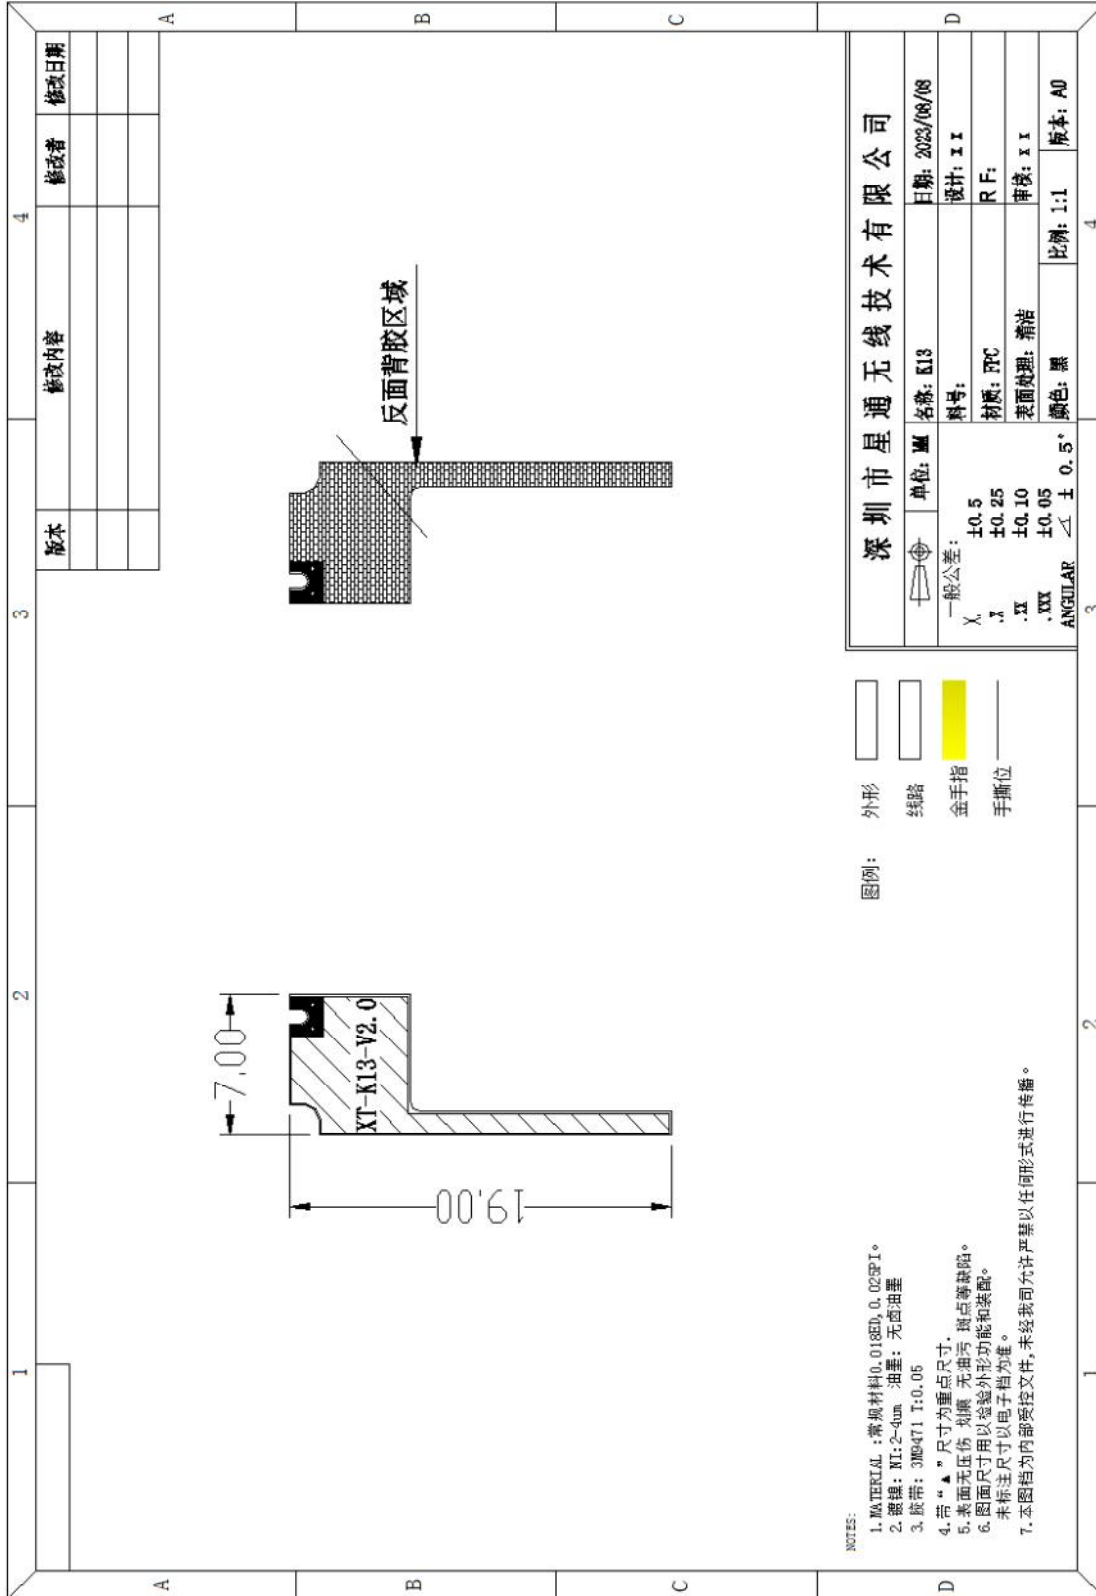 1
2
3
4
A
B
C
D
版本
修改内容
修改者
修改日期
7.00
19.00
XT-K13-V2.0
反面背胶区域
NOTES:
1.MATERIAL :常规材料0.018ED,0.025PI。
2.镀镍: NI:2-4um 油墨: 无卤油墨
3.胶带: 3M9471 T:0.05
4.带“▲”尺寸为重点尺寸.
5.表面无压伤 划痕 无油污 斑点等缺陷。
6.图面尺寸用以检验外形功能和装配。
未标注尺寸以电子档为准。
7.本图档为内部受控文件,未经我司允许严禁以任何形式进行传播。
图例:
外形
线路
金手指
手撕位
深圳市星通无线技术有限公司
单位: MM
名称: K13
日期: 2023/08/08
一般公差:
X. ±0.5
.X ±0.25
.XX ±0.10
.XXX ±0.05
ANGULAR ∠ ± 0.5°
料号:
设计: X X
材质: FPC
R F:
表面处理: 清洁
审核: X X
颜色: 黑
比例: 1:1
版本: A0
A
B
C
D
1
2
3
4